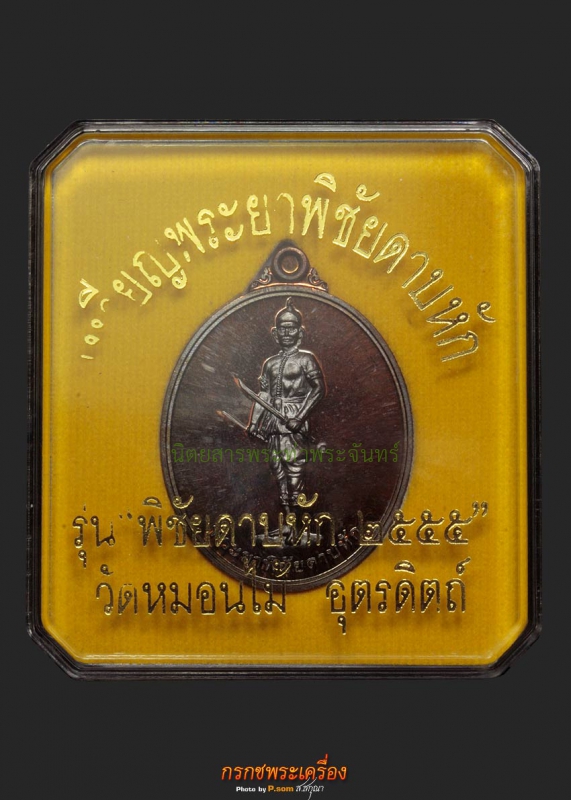 เหรียญพระยาพิชัยดาบหัก
นิตยสารพระท่าพระจันทร์
รุ่น "พิชัยดาบหัก ๒๕๕๕"
วัดหมอนไม้ อุตรดิตถ์
กรกชพระเครื่อง
Photo by P.som